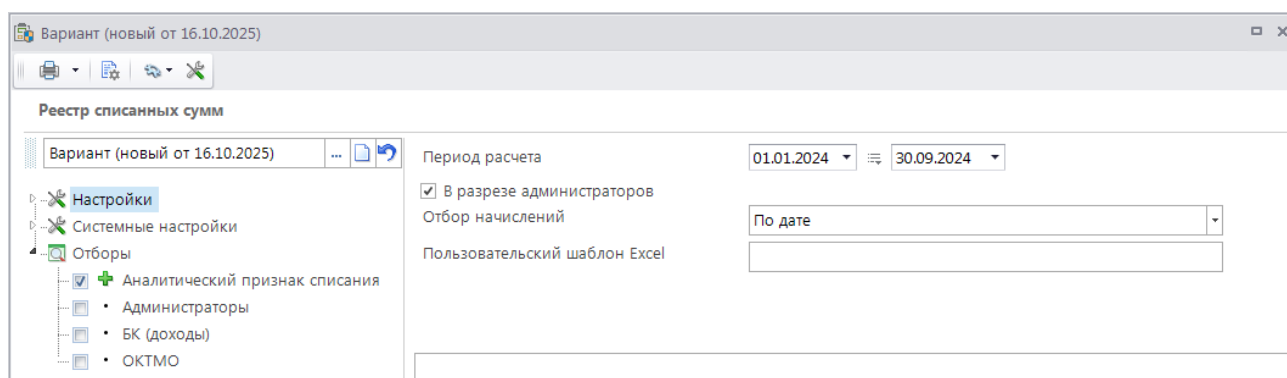 Вариант (новый от 16.10.2025)
Реестр списанных сумм
Вариант (новый от 16.10.2025) ...
Период расчета 01.01.2024 30.09.2024
Настройки
В разрезе администраторов
Системные настройки
Отбор начислений По дате
Отборы
Пользовательский шаблон Excel
Аналитический признак списания
Администраторы
БК (доходы)
ОКТМО